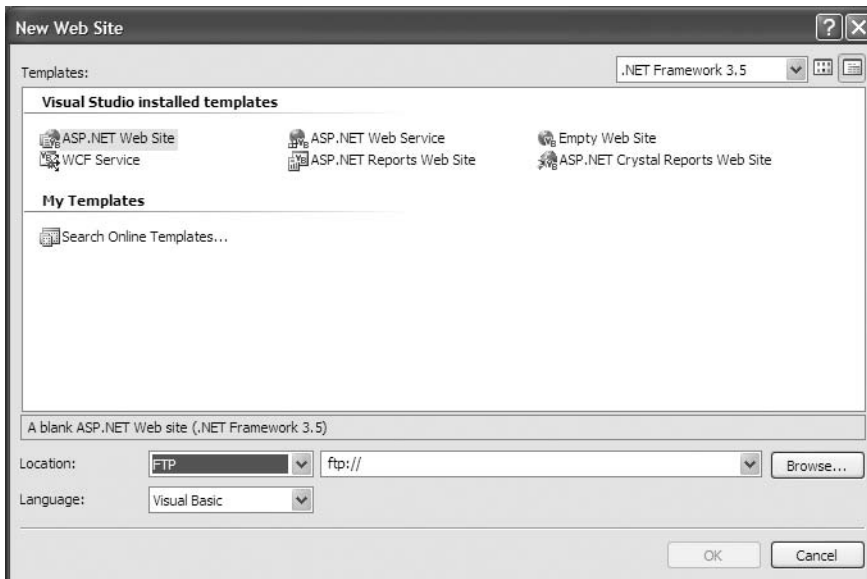 New Web Site
Templates:
.NET Framework 3.5
Visual Studio installed templates
ASP.NET Web Site
ASP.NET Web Service
Empty Web Site
WCF Service
ASP.NET Reports Web Site
ASP.NET Crystal Reports Web Site
My Templates
Search Online Templates...
A blank ASP.NET Web site (.NET Framework 3.5)
Location:
FTP
ftp://
Browse...
Language:
Visual Basic
OK
Cancel